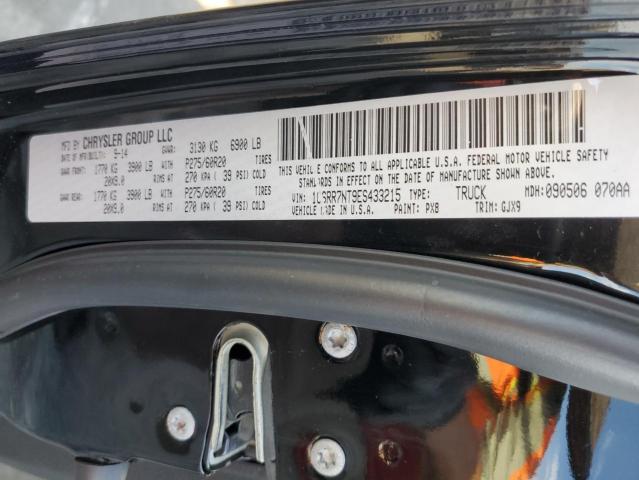 MFD BY CHRYSLER GROUP LLC
DATE OF MFR/BUILT: 9-14 GVWR: 3130 KG 6900 LB
GAWR FRONT: 1770 KG 3900 LB P275/60R20 TIRES
20X9.0 RIMS AT 270 KPA ( 39 PSI) COLD
GAWR REAR: 1770 KG 3900 LB P275/60R20 TIRES
20X9.0 RIMS AT 270 KPA ( 39 PSI) COLD
THIS VEHICLE CONFORMS TO ALL APPLICABLE U.S.A. FEDERAL MOTOR VEHICLE SAFETY
STANDARDS IN EFFECT ON THE DATE OF MANUFACTURE SHOWN ABOVE.
VIN: 1C6RR7NT9ES433215 TYPE: TRUCK MDH: 090506 070AA
VEHICLE MADE IN U.S.A. PAINT: PX8 TRIM: GJX9